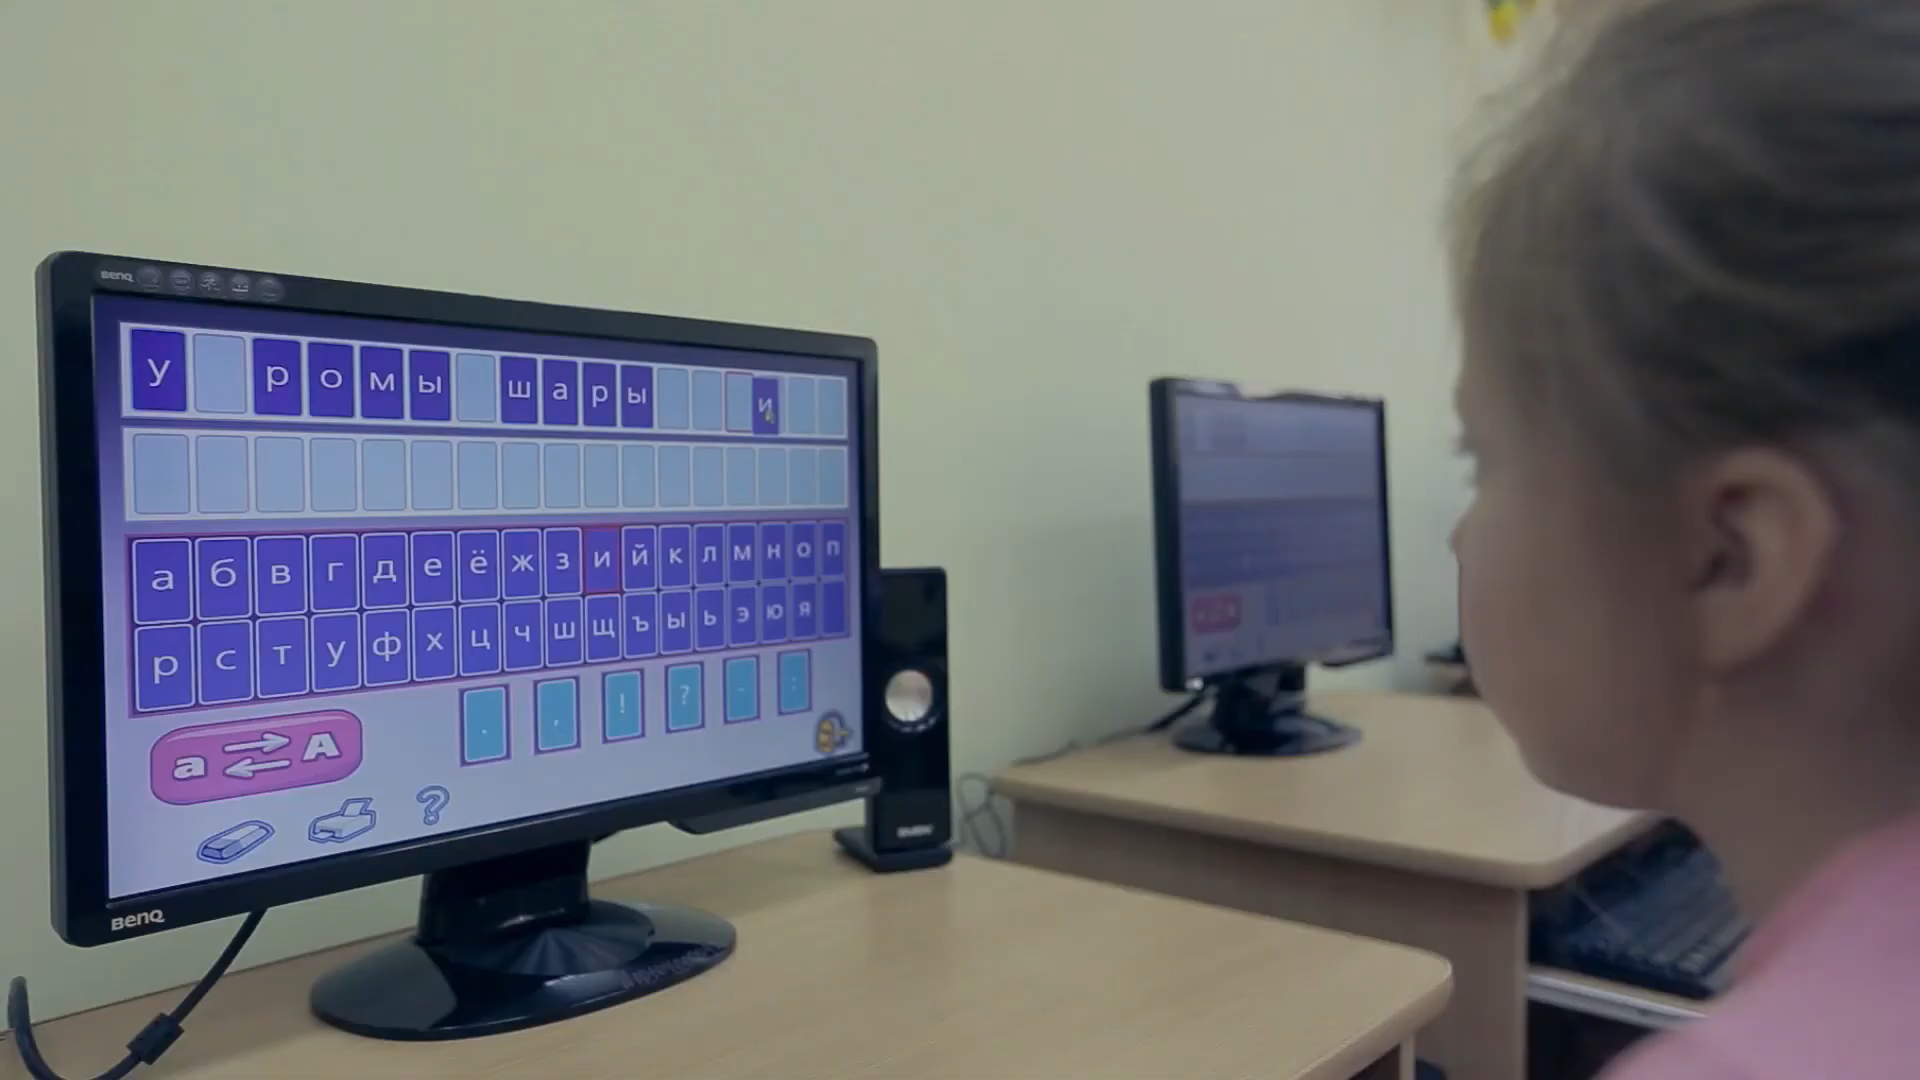 BenQ
у ромы шары и
а б в г д е ё ж з и й к л м н о п
р с т у ф х ц ч ш щ ъ ы ь э ю я
. , ! ? - :
а А
?
BenQ